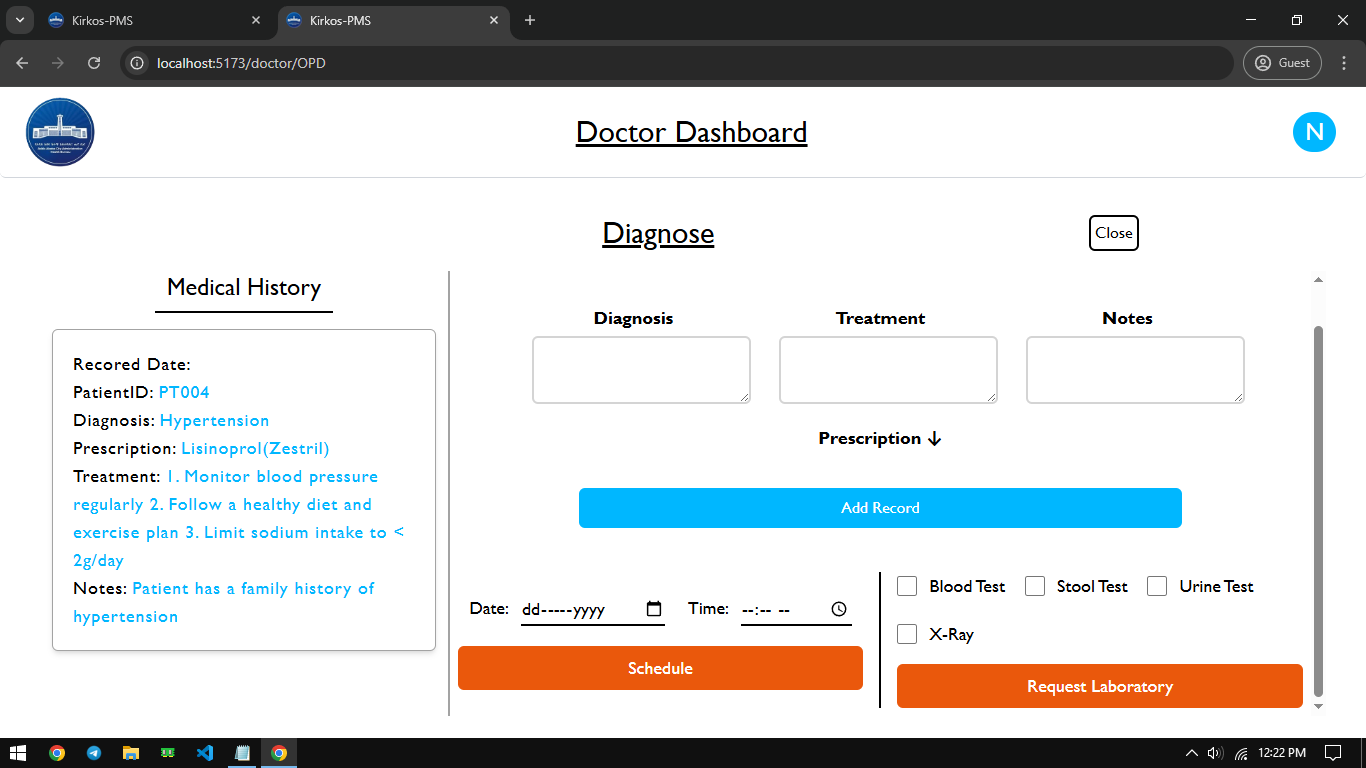 Kirkos-PMS
Kirkos-PMS
localhost:5173/doctor/OPD
Guest
Doctor Dashboard
N
Diagnose
Close
Medical History
Recored Date:
PatientID: PT004
Diagnosis: Hypertension
Prescription: Lisinoprol(Zestril)
Treatment: 1. Monitor blood pressure
regularly 2. Follow a healthy diet and
exercise plan 3. Limit sodium intake to <
2g/day
Notes: Patient has a family history of
hypertension
Diagnosis Treatment Notes
Prescription ↓
Add Record
Date: dd-----yyyy Time: --:-- --
Schedule
Blood Test Stool Test Urine Test
X-Ray
Request Laboratory
12:22 PM